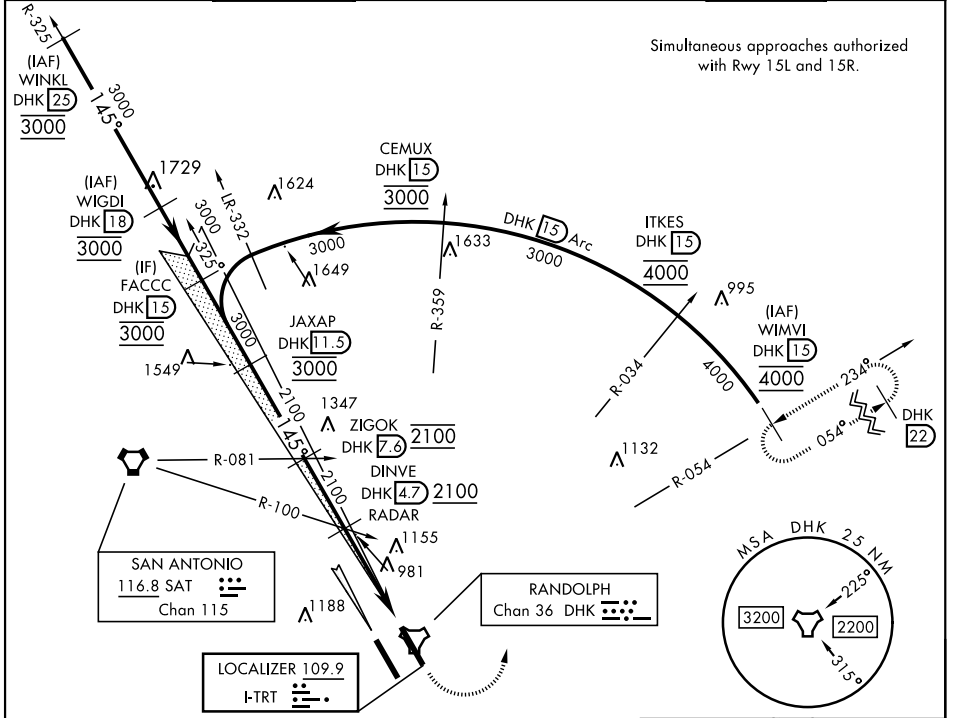 R-325
(IAF)
WINKL
DHK 25
3000
3000
145°
Simultaneous approaches authorized
with Rwy 15L and 15R.
CEMUX
DHK 15
3000
1729
1624
(IAF)
WIGDI
DHK 18
3000
3000
325°
LR-332
3000
DHK 15 Arc
3000
1633
1649
ITKES
DHK 15
4000
995
(IF)
FACCC
DHK 15
3000
3000
JAXAP
DHK 11.5
3000
R-359
R-034
4000
(IAF)
WIMVI
DHK 15
4000
234°
054°
DHK
22
R-054
1549
2100
1347
145°
ZIGOK
DHK 7.6 2100
R-081
DINVE
DHK 4.7 2100
2100
R-100
RADAR
1132
1155
981
1188
SAN ANTONIO
116.8 SAT
Chan 115
RANDOLPH
Chan 36 DHK
LOCALIZER 109.9
I-TRT
MSA DHK 25 NM
225°
3200
2200
315°